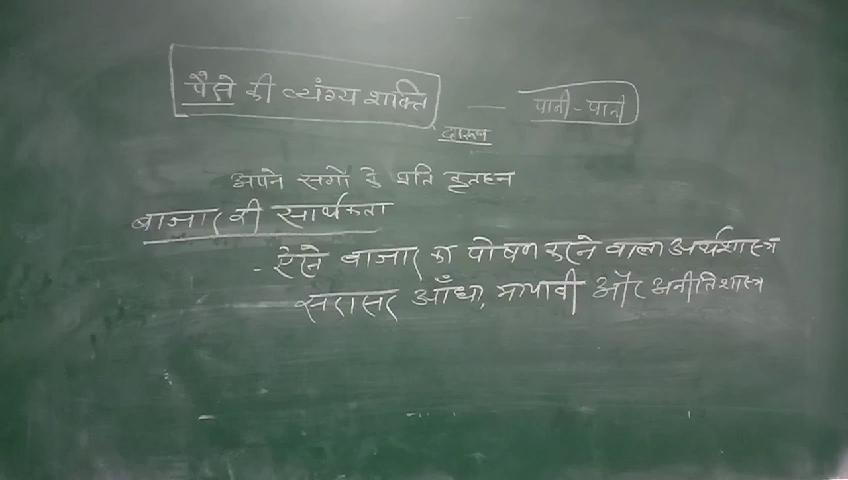 पैसे की व्यंग्य शक्ति — पानी - पानी
दारूण
अपने सगों के प्रति कृतघ्न
बाजार की सार्थकता
- ऐसे बाजार का पोषण करने वाला अर्थशास्त्र
सरासर औंधा, मायावी और अनीतिशास्त्र